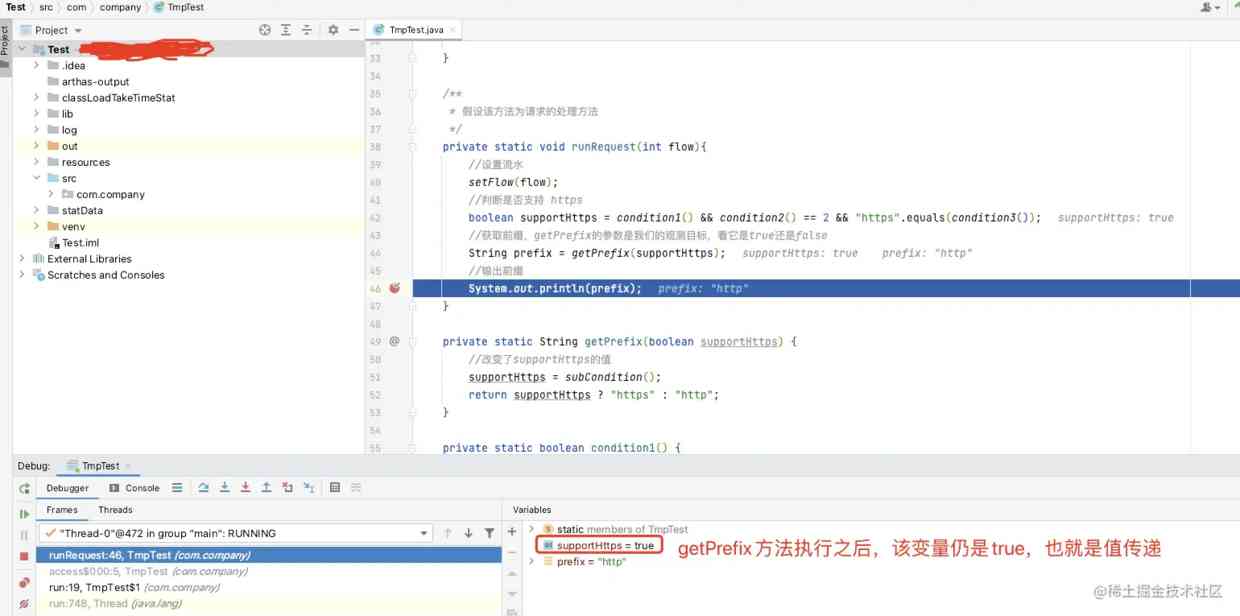 Test > src > com > company > TmpTest
Project
TmpTest.java
Project
Test
.idea
arthas-output
classLoadTakeTimeStat
lib
log
out
resources
src
com.company
statData
venv
Test.iml
External Libraries
Scratches and Consoles
33 }
34
35 /**
36 * 假设该方法为请求的处理方法
37 */
38 private static void runRequest(int flow){
39 //设置流水
40 setFlow(flow);
41 //判断是否支持 https
42 boolean supportHttps = condition1() && condition2() == 2 && "https".equals(condition3()); supportHttps: true
43 //获取前缀，getPrefix的参数是我们的观测目标，看它是true还是false
44 String prefix = getPrefix(supportHttps); supportHttps: true prefix: "http"
45 //输出前缀
46 System.out.println(prefix); prefix: "http"
47 }
48
49 @ private static String getPrefix(boolean supportHttps) {
50 //改变了supportHttps的值
51 supportHttps = subCondition();
52 return supportHttps ? "https" : "http";
53 }
54
55 private static boolean condition1() {
Debug: TmpTest
Debugger Console
Frames Threads
"Thread-0"@472 in group "main": RUNNING
runRequest:46, TmpTest (com.company)
access$000:5, TmpTest (com.company)
run:19, TmpTest$1 (com.company)
run:748, Thread (java.lang)
Variables
static members of TmpTest
supportHttps = true
prefix = "http"
getPrefix方法执行之后，该变量仍是true，也就是值传递
@稀土掘金技术社区